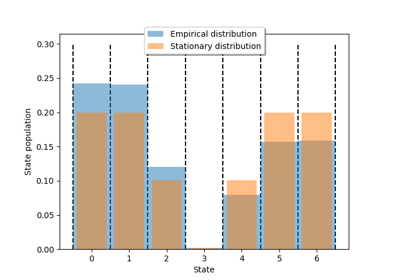 Empirical distribution
Stationary distribution
0.30
0.25
0.20
0.15
0.10
0.05
0.00
State population
0 1 2 3 4 5 6
State